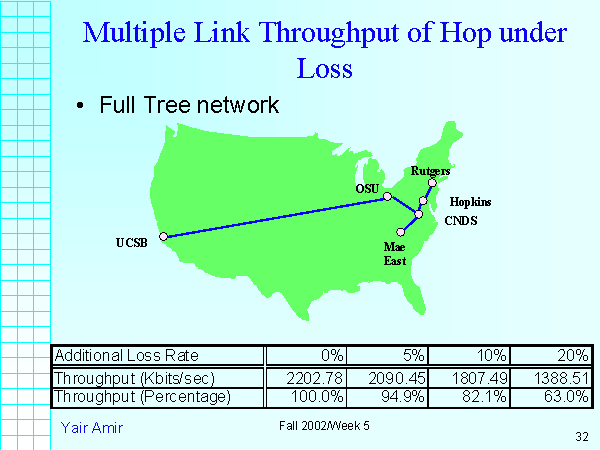 Multiple Link Throughput of Hop under
Loss
• Full Tree network
Rutgers
OSU
Hopkins
CNDS
UCSB
Mae
East
Additional Loss Rate 0% 5% 10% 20%
Throughput (Kbits/sec) 2202.78 2090.45 1807.49 1388.51
Throughput (Percentage) 100.0% 94.9% 82.1% 63.0%
Yair Amir Fall 2002/Week 5 32